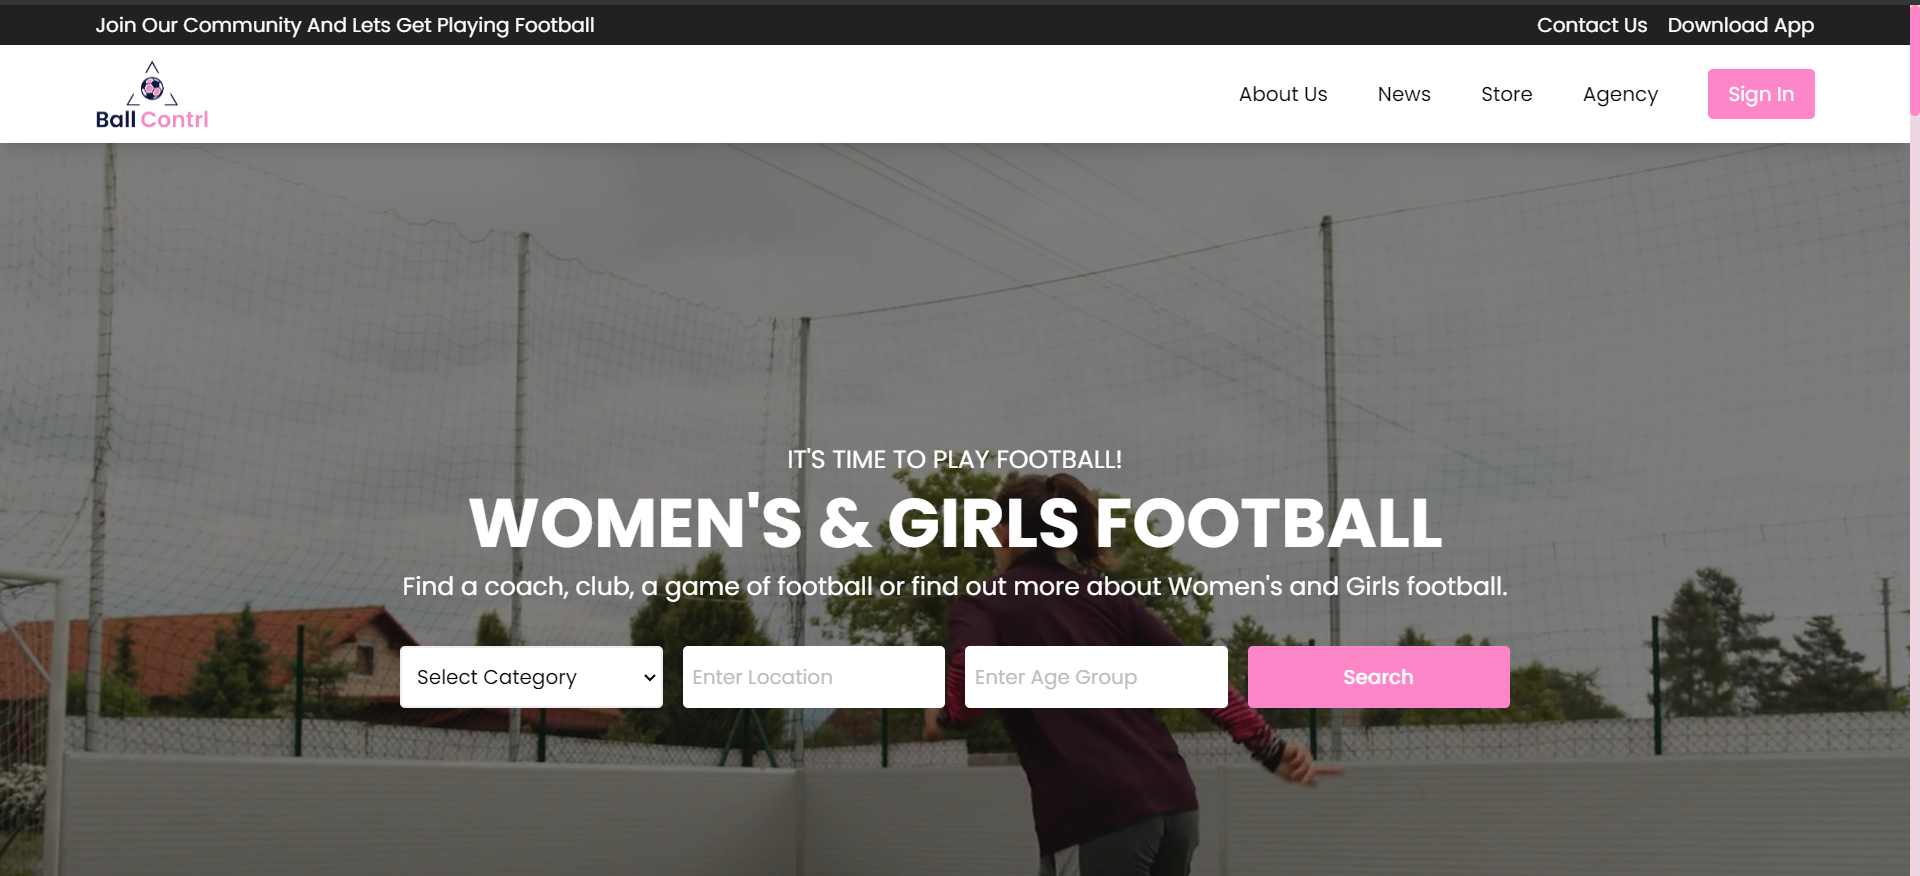 Join Our Community And Lets Get Playing Football
Contact Us Download App
Ball Contrl
About Us News Store Agency Sign In
IT'S TIME TO PLAY FOOTBALL!
WOMEN'S & GIRLS FOOTBALL
Find a coach, club, a game of football or find out more about Women's and Girls football.
Select Category Enter Location Enter Age Group Search